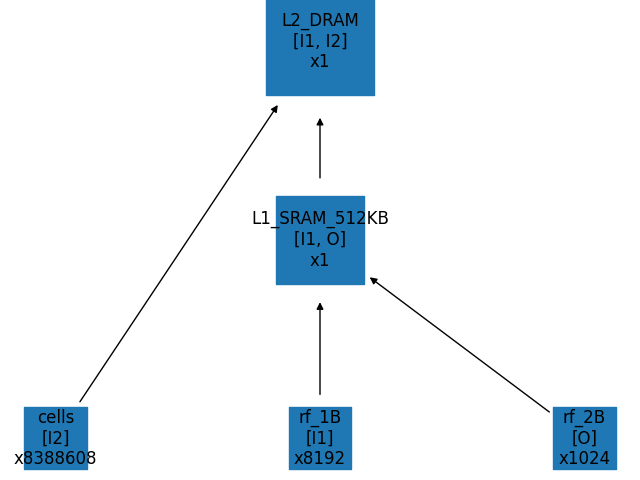 L2_DRAM
[I1, I2]
x1
L1_SRAM_512KB
[I1, O]
x1
cells
[I2]
x8388608
rf_1B
[I1]
x8192
rf_2B
[O]
x1024